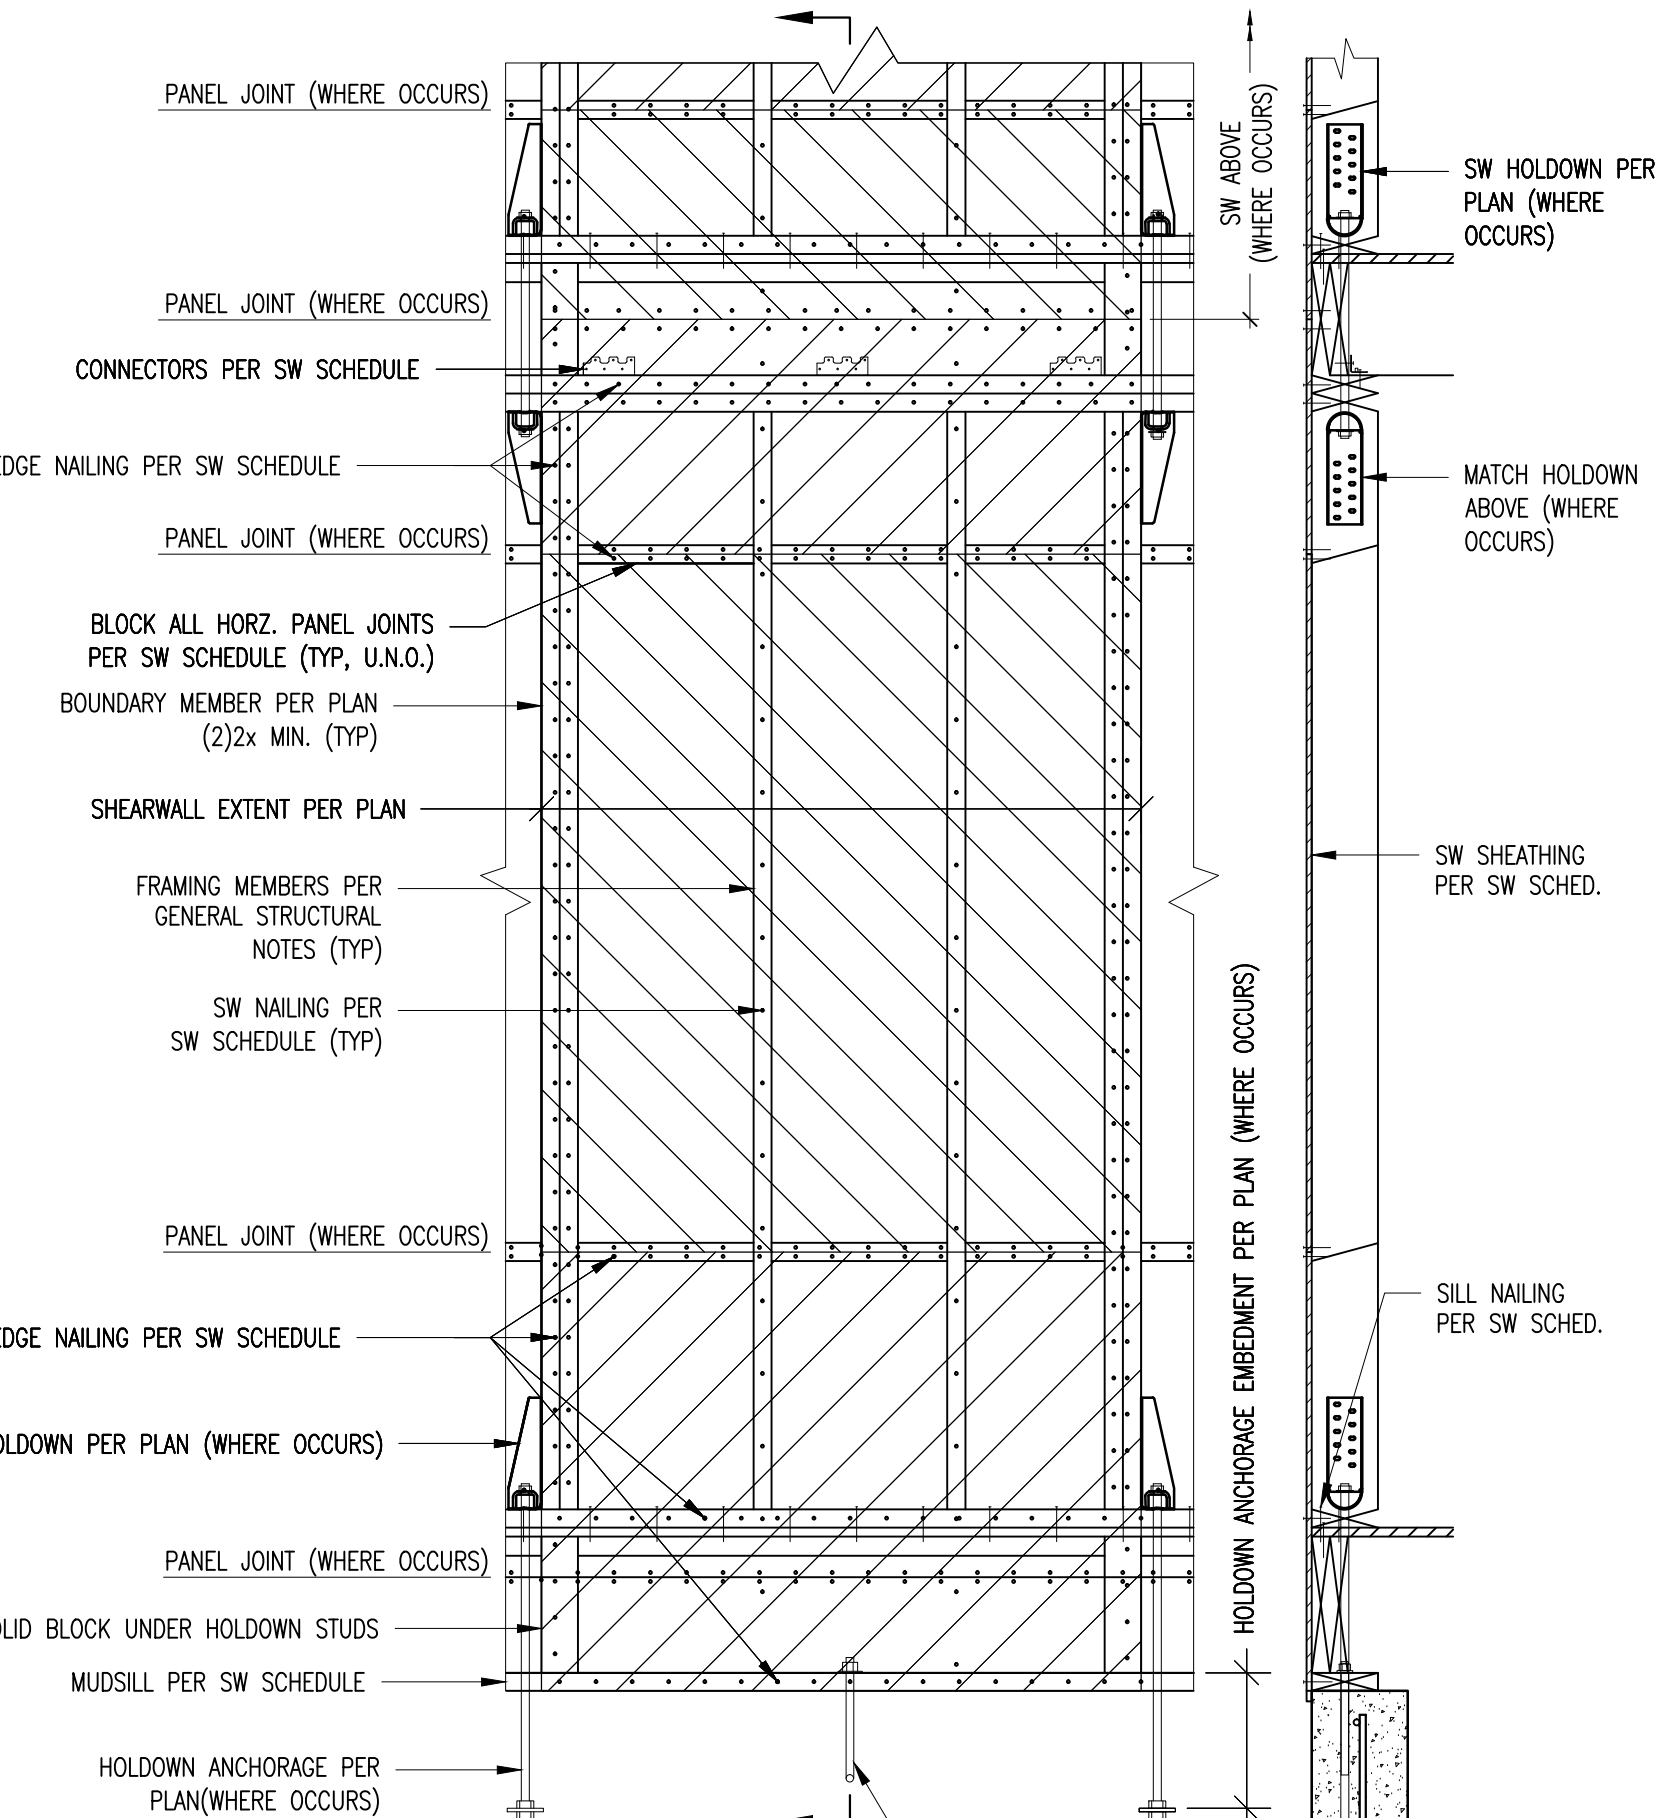 PANEL JOINT (WHERE OCCURS)
PANEL JOINT (WHERE OCCURS)
CONNECTORS PER SW SCHEDULE
EDGE NAILING PER SW SCHEDULE
PANEL JOINT (WHERE OCCURS)
BLOCK ALL HORZ. PANEL JOINTS
PER SW SCHEDULE (TYP, U.N.O.)
BOUNDARY MEMBER PER PLAN
(2)2x MIN. (TYP)
SHEARWALL EXTENT PER PLAN
FRAMING MEMBERS PER
GENERAL STRUCTURAL
NOTES (TYP)
SW NAILING PER
SW SCHEDULE (TYP)
PANEL JOINT (WHERE OCCURS)
EDGE NAILING PER SW SCHEDULE
PER PLAN (WHERE OCCURS)
PANEL JOINT (WHERE OCCURS)
BLOCK UNDER HOLDOWN STUDS
MUDSILL PER SW SCHEDULE
HOLDOWN ANCHORAGE PER
PLAN(WHERE OCCURS)
SW ABOVE
(WHERE OCCURS)
HOLDOWN ANCHORAGE EMBEDMENT PER PLAN (WHERE OCCURS)
SW HOLDOWN PER
PLAN (WHERE
OCCURS)
MATCH HOLDOWN
ABOVE (WHERE
OCCURS)
SW SHEATHING
PER SW SCHED.
SILL NAILING
PER SW SCHED.